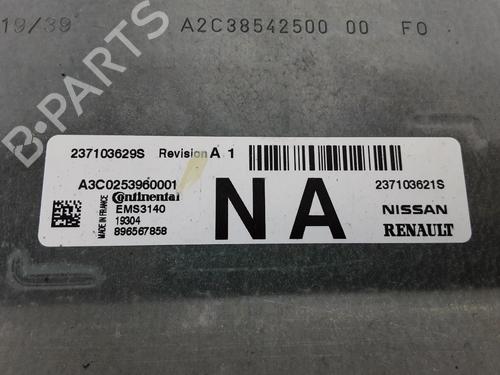 19/39 A2C38542500 00 F0
B-PARTS
237103629S Revision A 1
A3C0253960001
MADE IN FRANCE
Continental
EMS3140
19304
896567858
NA
237103621S
NISSAN
RENAULT